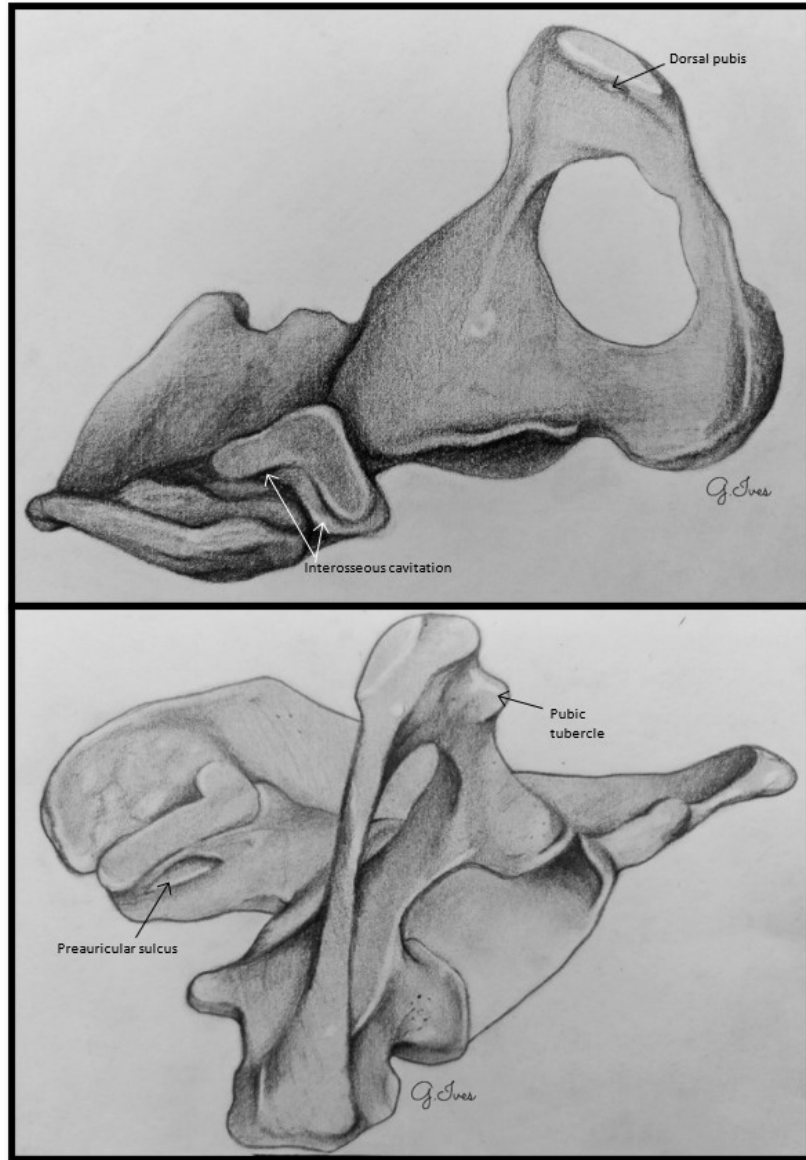 Dorsal pubis
G. Ives
Interosseous cavitation
Pubic
tubercle
Preauricular sulcus
G. Ives